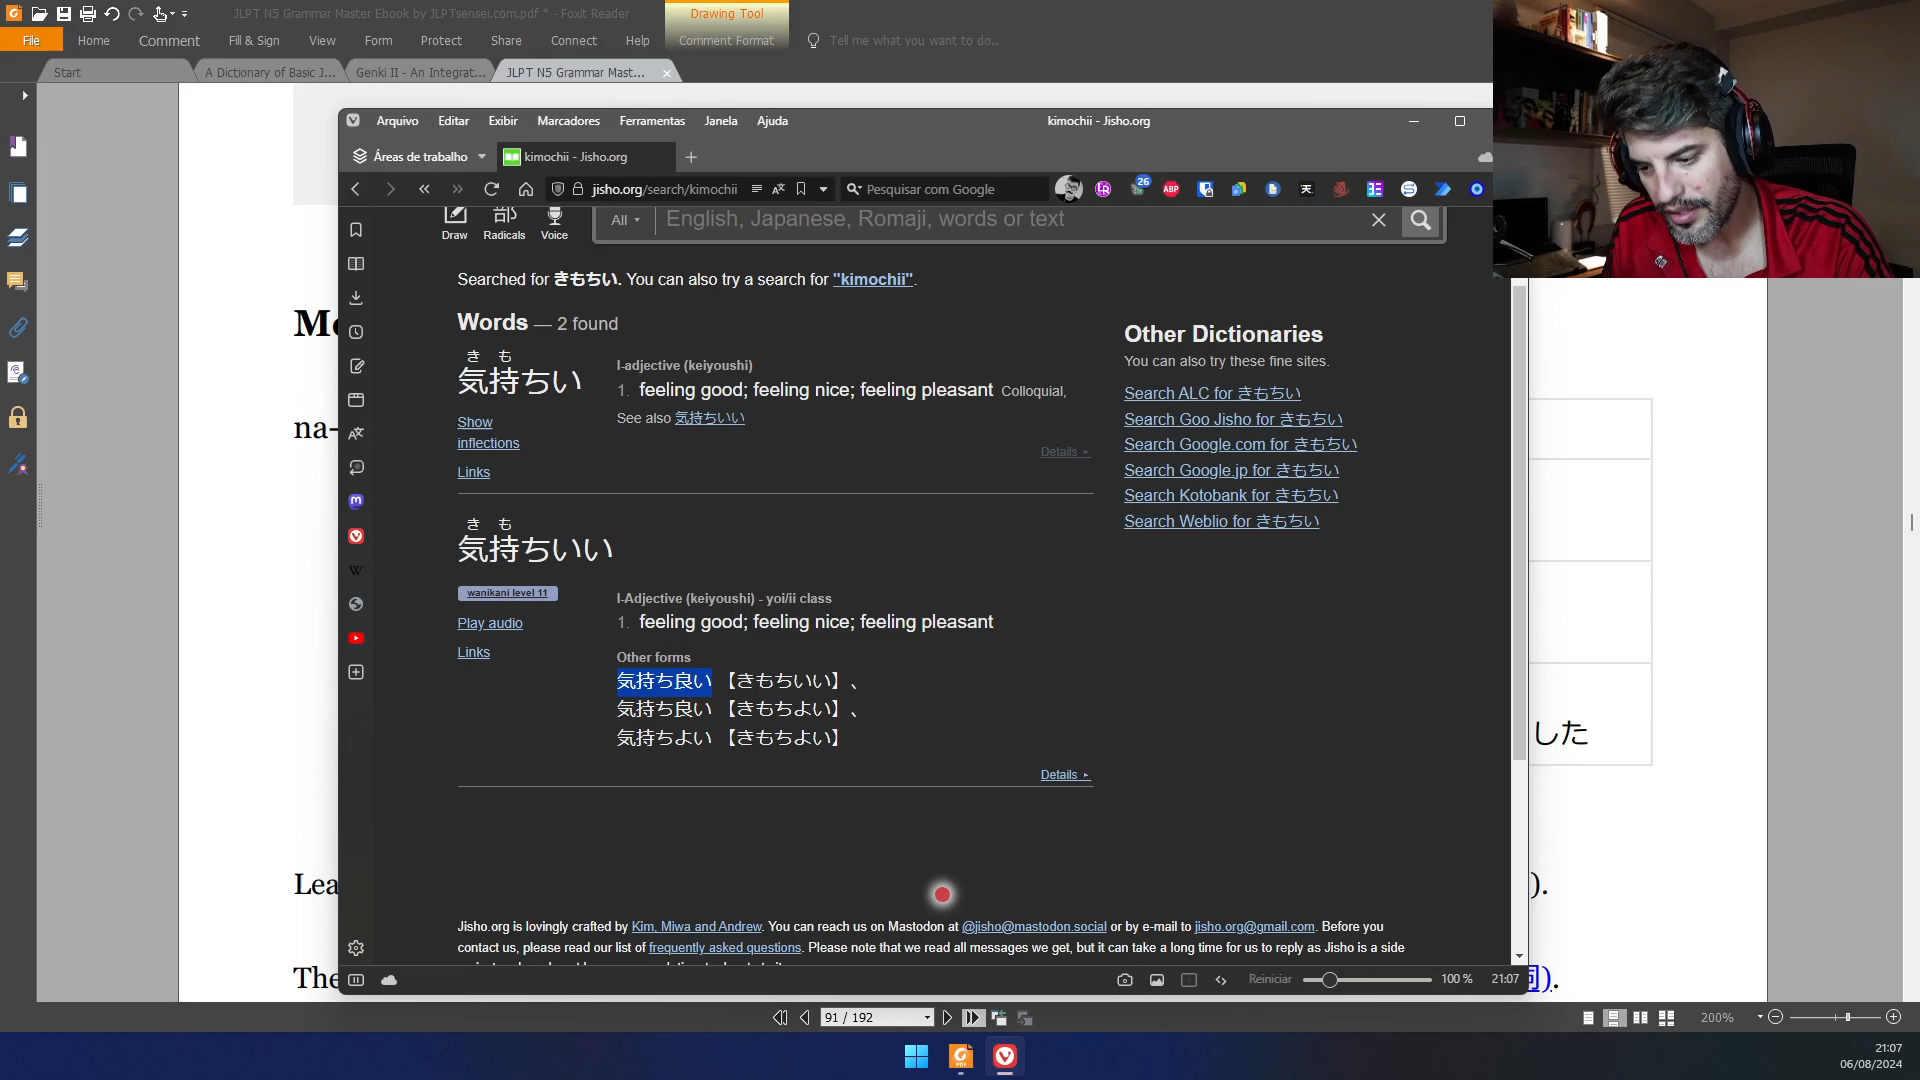 JLPT N5 Grammar Master Ebook by JLPTsensei.com.pdf * - Foxit Reader
Drawing Tool
File
Home
Comment
Fill & Sign
View
Form
Protect
Share
Connect
Help
Comment Format
Tell me what you want to do..
Start
A Dictionary of Basic J...
Genki II - An Integrat...
JLPT N5 Grammar Mast...
Arquivo
Editar
Exibir
Marcadores
Ferramentas
Janela
Ajuda
kimochii - Jisho.org
Áreas de trabalho
kimochii - Jisho.org
jisho.org/search/kimochii
Pesquisar com Google
26
ABP
Draw
Radicals
Voice
All
English, Japanese, Romaji, words or text
Searched for きもちい. You can also try a search for "kimochii".
Words — 2 found
き も
気持ちい
Show
inflections
Links
I-adjective (keiyoushi)
1. feeling good; feeling nice; feeling pleasant Colloquial,
See also 気持ちいい
Details
き も
気持ちいい
wanikani level 11
Play audio
Links
I-Adjective (keiyoushi) - yoi/ii class
1. feeling good; feeling nice; feeling pleasant
Other forms
気持ち良い 【きもちいい】、
気持ち良い 【きもちよい】、
気持ちよい 【きもちよい】
Details
Other Dictionaries
You can also try these fine sites.
Search ALC for きもちい
Search Goo Jisho for きもちい
Search Google.com for きもちい
Search Google.jp for きもちい
Search Kotobank for きもちい
Search Weblio for きもちい
na-
した
Lea
).
The
詞).
Jisho.org is lovingly crafted by Kim, Miwa and Andrew. You can reach us on Mastodon at @jisho@mastodon.social or by e-mail to jisho.org@gmail.com. Before you
contact us, please read our list of frequently asked questions. Please note that we read all messages we get, but it can take a long time for us to reply as Jisho is a side
Reiniciar
100 %
21:07
91 / 192
200%
21:07
06/08/2024